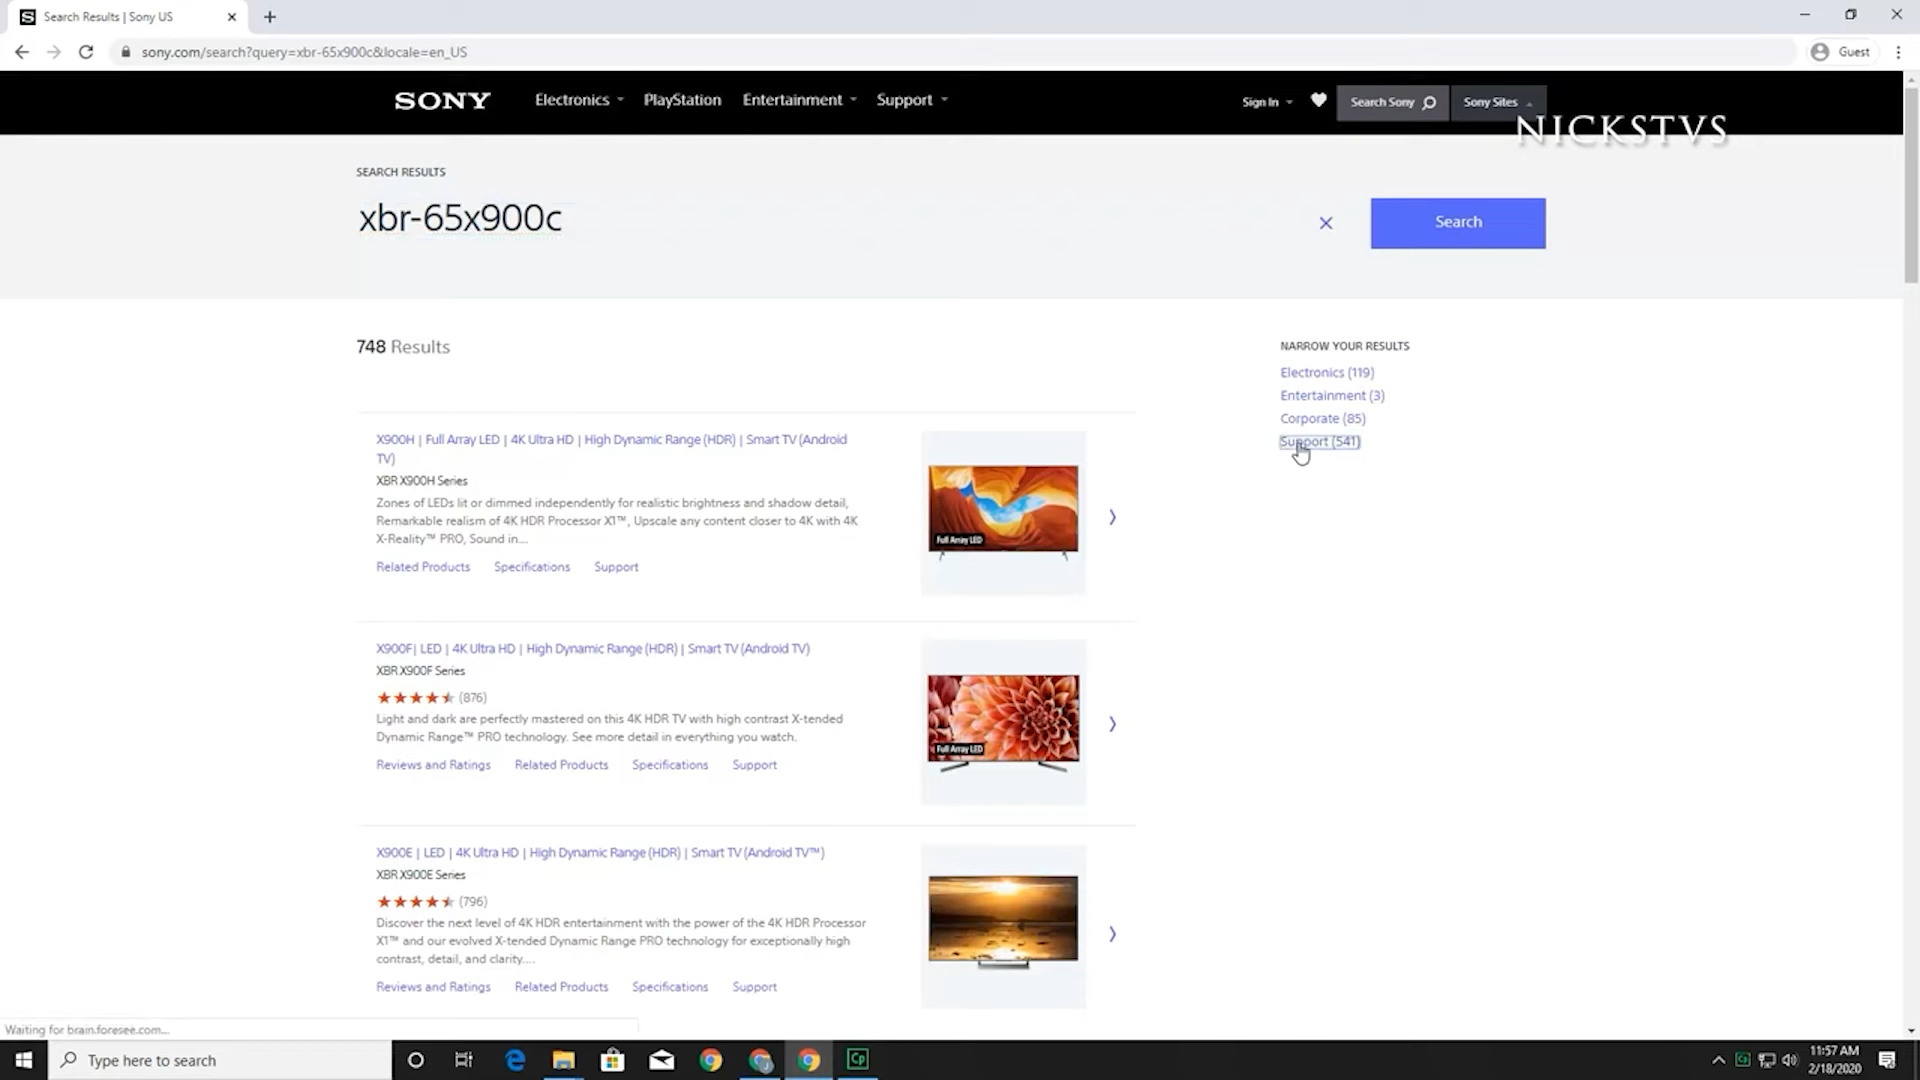 Search Results | Sony US
sony.com/search?query=xbr-65x900c&locale=en_US
Guest
SONY
Electronics
PlayStation
Entertainment
Support
Sign In
Search Sony
Sony Sites
NICKSTVS
SEARCH RESULTS
xbr-65x900c
Search
748 Results
NARROW YOUR RESULTS
Electronics (119)
Entertainment (3)
Corporate (85)
Support (541)
X900H | Full Array LED | 4K Ultra HD | High Dynamic Range (HDR) | Smart TV (Android
TV)
XBR X900H Series
Zones of LEDs lit or dimmed independently for realistic brightness and shadow detail,
Remarkable realism of 4K HDR Processor X1™, Upscale any content closer to 4K with 4K
X-Reality™ PRO, Sound in...
Related Products Specifications Support
Full Array LED
X900F| LED | 4K Ultra HD | High Dynamic Range (HDR) | Smart TV (Android TV)
XBR X900F Series
(876)
Light and dark are perfectly mastered on this 4K HDR TV with high contrast X-tended
Dynamic Range™ PRO technology. See more detail in everything you watch.
Reviews and Ratings Related Products Specifications Support
Full Array LED
X900E | LED | 4K Ultra HD | High Dynamic Range (HDR) | Smart TV (Android TV™)
XBR X900E Series
(796)
Discover the next level of 4K HDR entertainment with the power of the 4K HDR Processor
X1™ and our evolved X-tended Dynamic Range PRO technology for exceptionally high
contrast, detail, and clarity....
Reviews and Ratings Related Products Specifications Support
Waiting for brain.foresee.com...
Type here to search
Cp
11:57 AM
2/18/2020